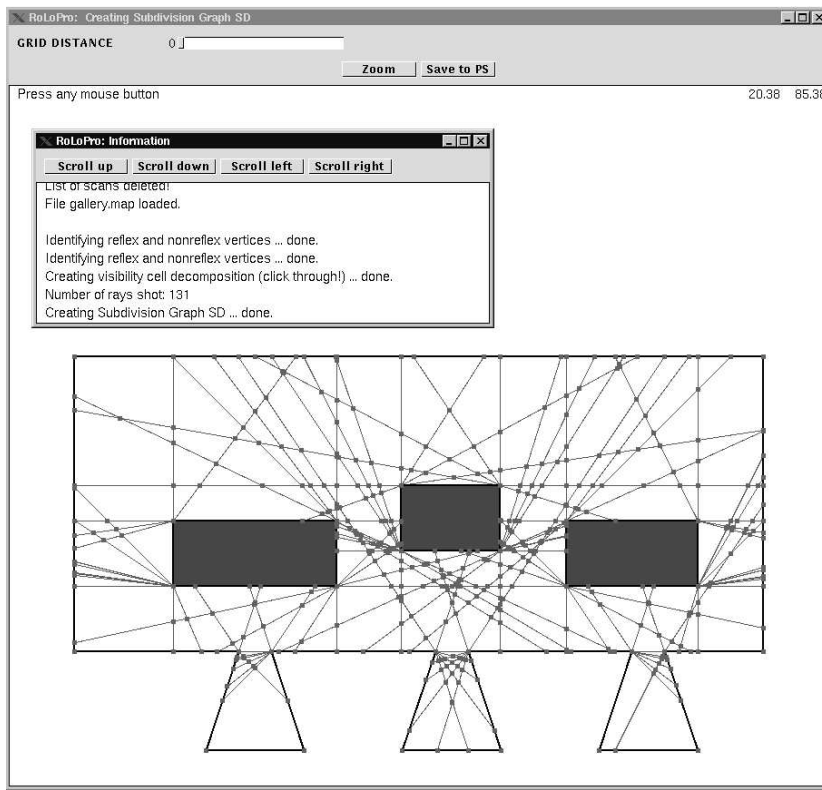 RoLoPro: Creating Subdivision Graph SD
GRID DISTANCE 0
Zoom Save to PS
Press any mouse button 20.38 85.38
RoLoPro: Information
Scroll up Scroll down Scroll left Scroll right
List of scans deleted!
File gallery.map loaded.
Identifying reflex and nonreflex vertices ... done.
Identifying reflex and nonreflex vertices ... done.
Creating visibility cell decomposition (click through!) ... done.
Number of rays shot: 131
Creating Subdivision Graph SD ... done.